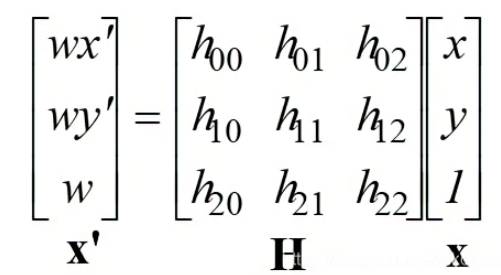 wx' h00 h01 h02 x
wy' = h10 h11 h12 y
w h20 h21 h22 1
x' H x